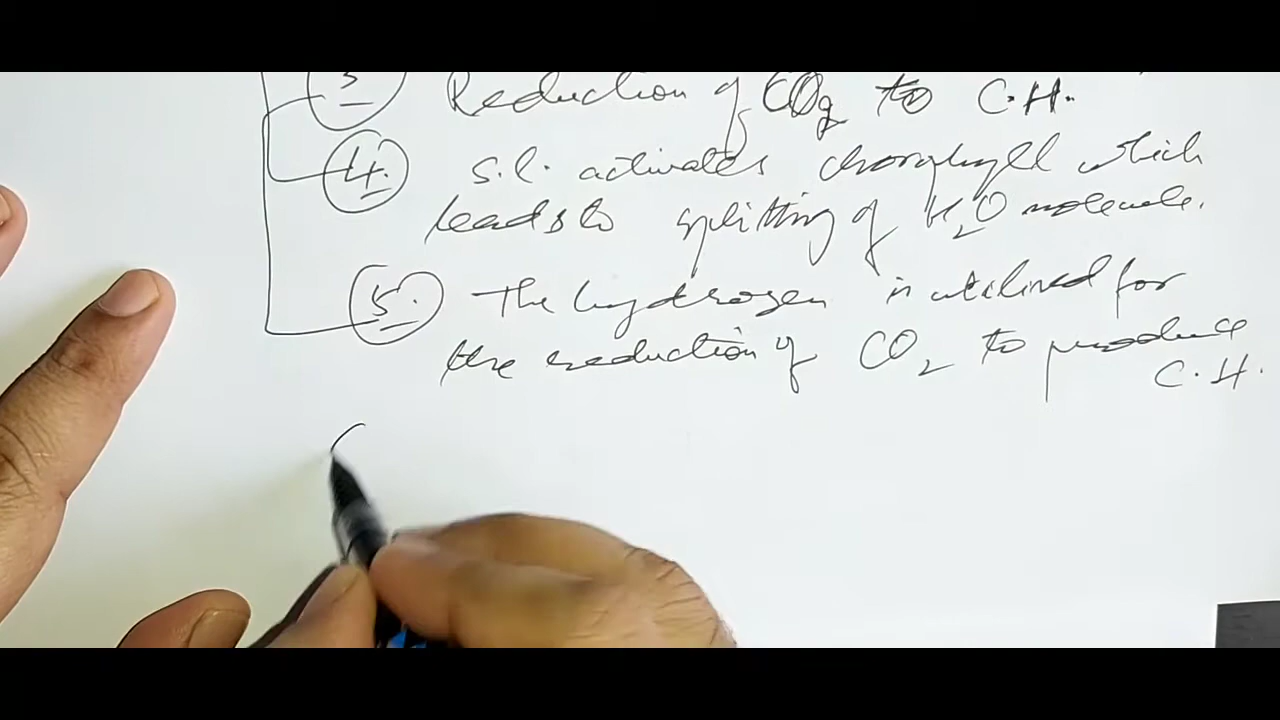 3. Reduction of CO2 to C.H.
4. S.l. activates chorophyll which
leads to splitting of H2O molecule.
5. The hydrogen is utilised for
the reduction of CO2 to produce
C.H.